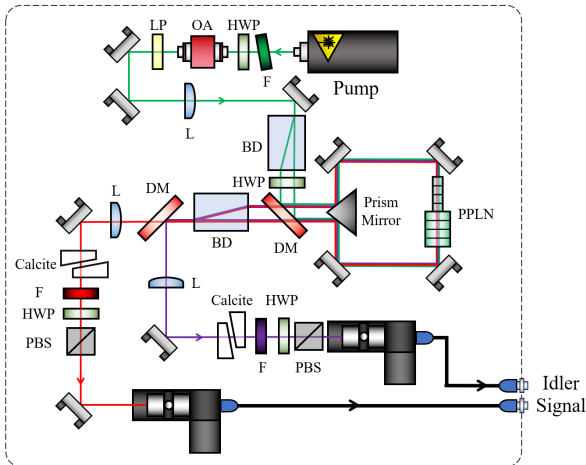 LP
OA
HWP
F
Pump
L
BD
HWP
L
DM
BD
DM
Prism
Mirror
PPLN
Calcite
F
HWP
PBS
L
Calcite
HWP
F
PBS
Idler
Signal